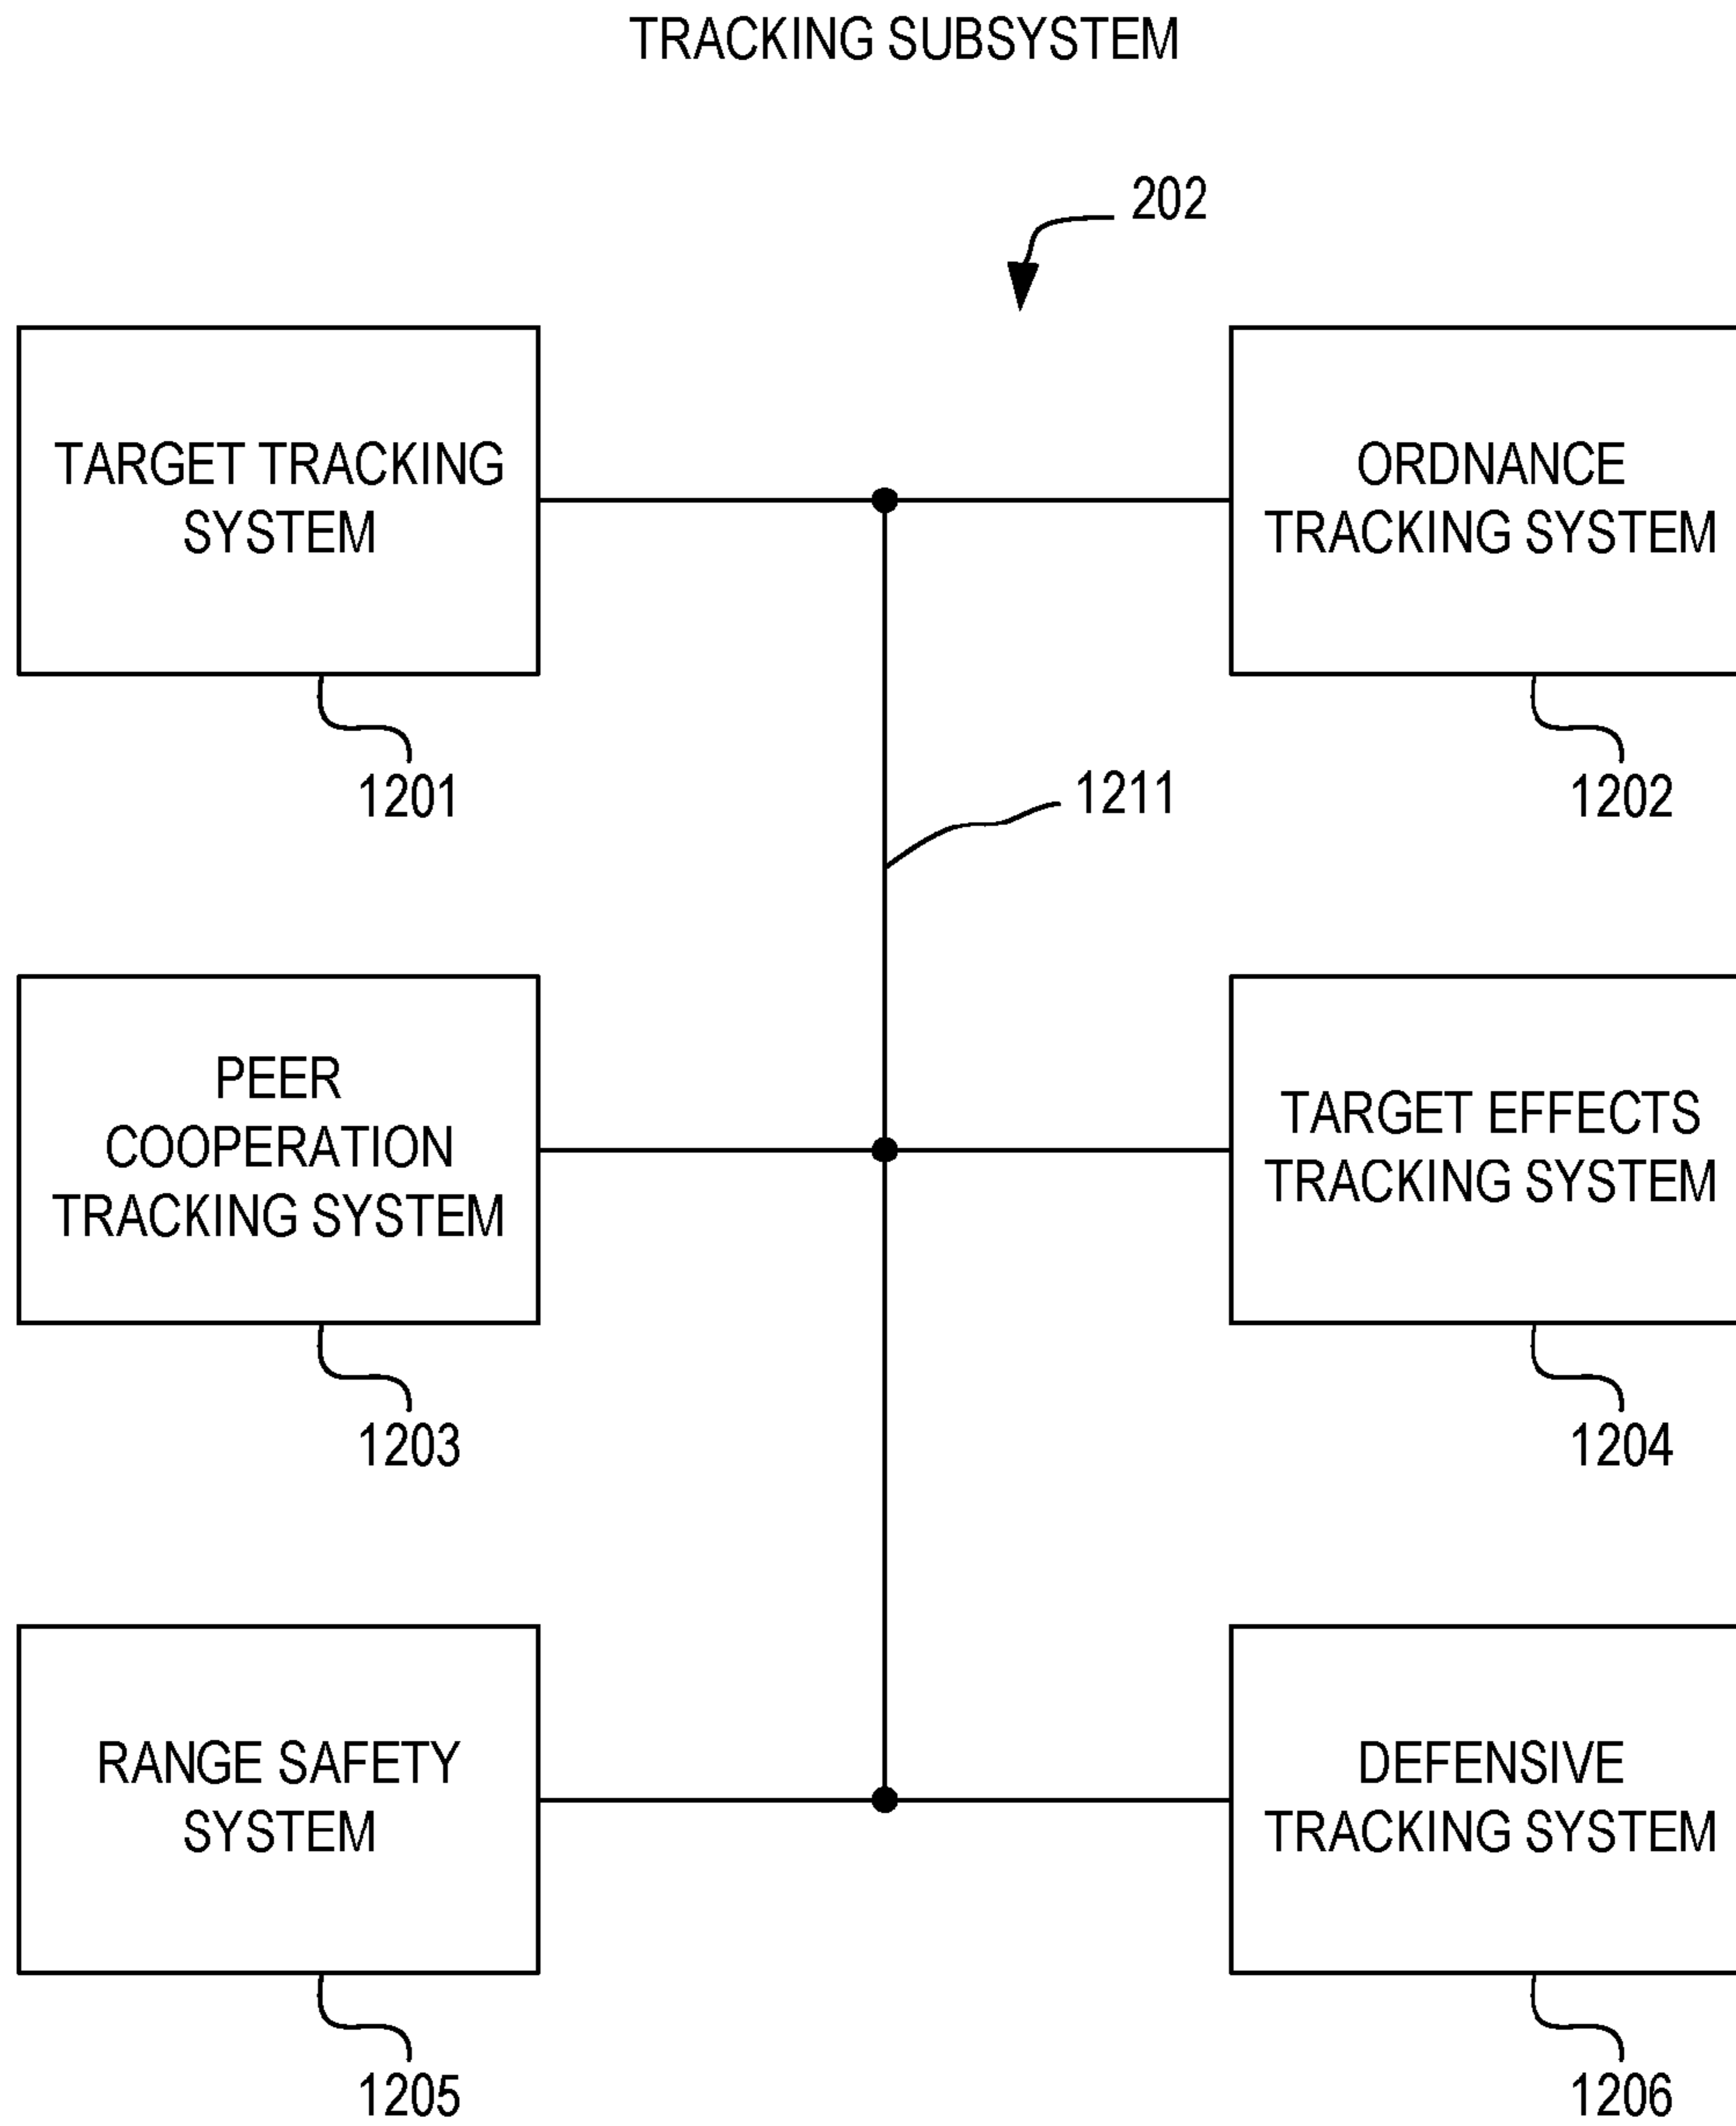 TRACKING SUBSYSTEM
202
TARGET TRACKING
SYSTEM
1201
ORDNANCE
TRACKING SYSTEM
1202
1211
PEER
COOPERATION
TRACKING SYSTEM
1203
TARGET EFFECTS
TRACKING SYSTEM
1204
RANGE SAFETY
SYSTEM
1205
DEFENSIVE
TRACKING SYSTEM
1206